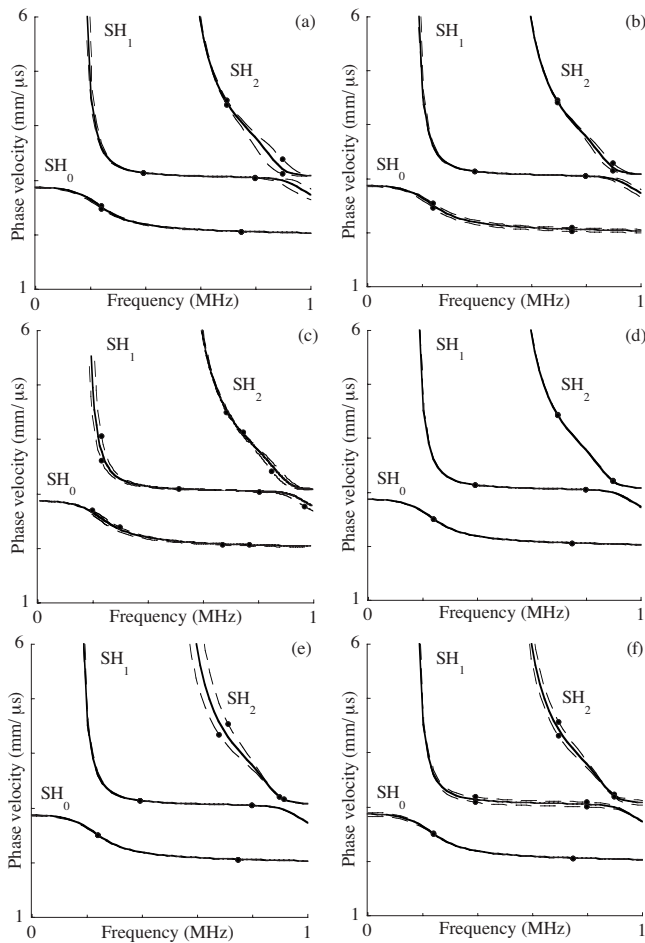 6 (a)
SH₁
SH₂
SH₀
Phase velocity (mm/ μs)
1
0 Frequency (MHz) 1
6 (b)
SH₁
SH₂
SH₀
Phase velocity (mm/ μs)
1
0 Frequency (MHz) 1
6 (c)
SH₁
SH₂
SH₀
Phase velocity (mm/ μs)
1
0 Frequency (MHz) 1
6 (d)
SH₁
SH₂
SH₀
Phase velocity (mm/ μs)
1
0 Frequency (MHz) 1
6 (e)
SH₁
SH₂
SH₀
Phase velocity (mm/ μs)
1
0 Frequency (MHz) 1
6 (f)
SH₁
SH₂
SH₀
Phase velocity (mm/ μs)
1
0 Frequency (MHz) 1